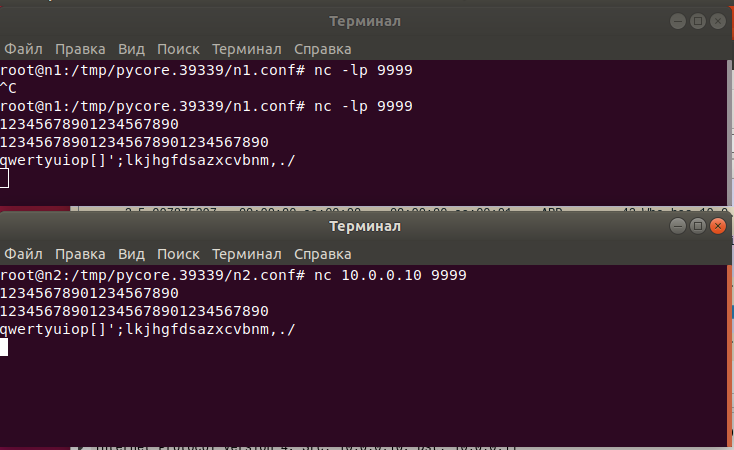 Терминал
Файл Правка Вид Поиск Терминал Справка
root@n1:/tmp/pycore.39339/n1.conf# nc -lp 9999
^C
root@n1:/tmp/pycore.39339/n1.conf# nc -lp 9999
12345678901234567890
123456789012345678901234567890
qwertyuiop[]';lkjhgfdsazxcvbnm,./
Терминал
Файл Правка Вид Поиск Терминал Справка
root@n2:/tmp/pycore.39339/n2.conf# nc 10.0.0.10 9999
12345678901234567890
123456789012345678901234567890
qwertyuiop[]';lkjhgfdsazxcvbnm,./